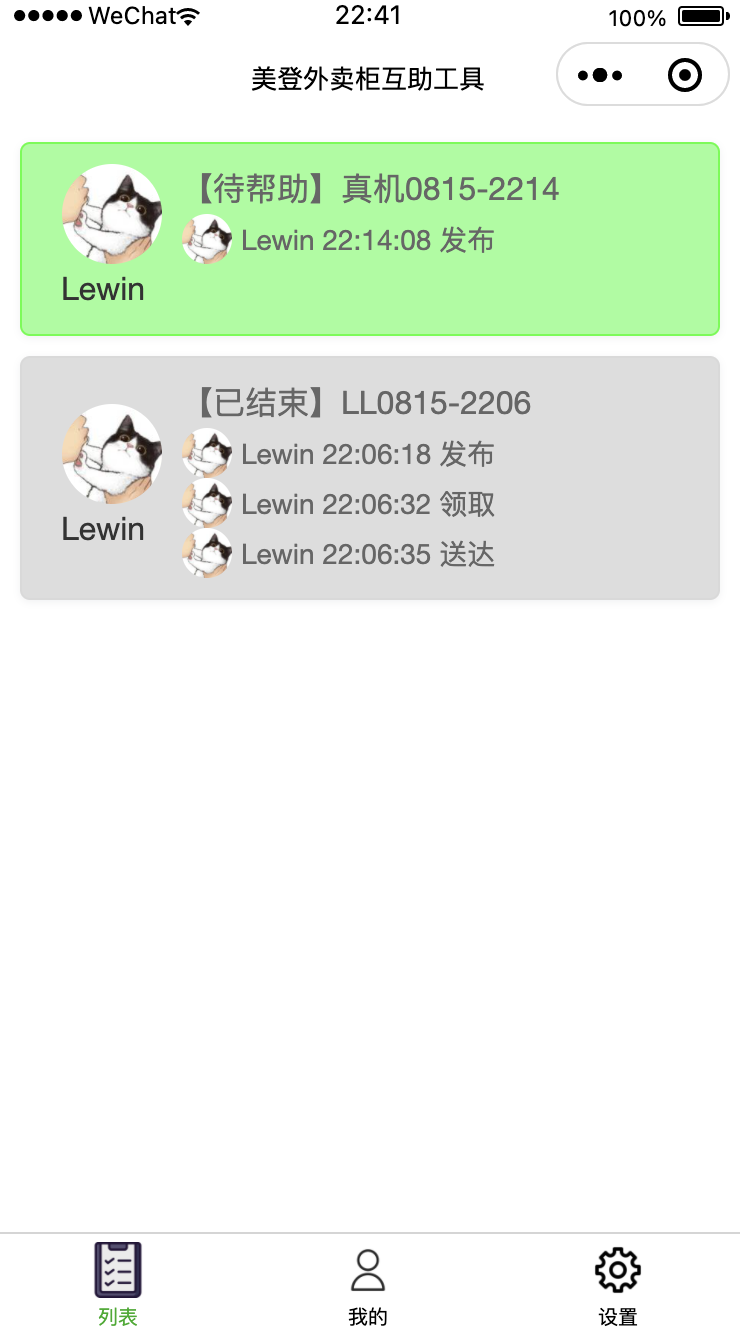 WeChat 22:41 100%
美登外卖柜互助工具
【待帮助】真机0815-2214
Lewin 22:14:08 发布
Lewin
【已结束】LL0815-2206
Lewin 22:06:18 发布
Lewin 22:06:32 领取
Lewin
Lewin 22:06:35 送达
列表 我的 设置